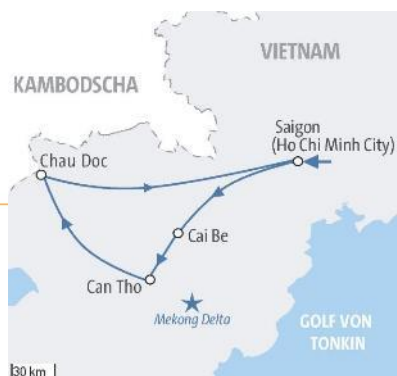 VIETNAM
KAMBODSCHA
Saigon
(Ho Chi Minh City)
Chau Doc
Cai Be
Can Tho
Mekong Delta
GOLF VON
TONKIN
30 km